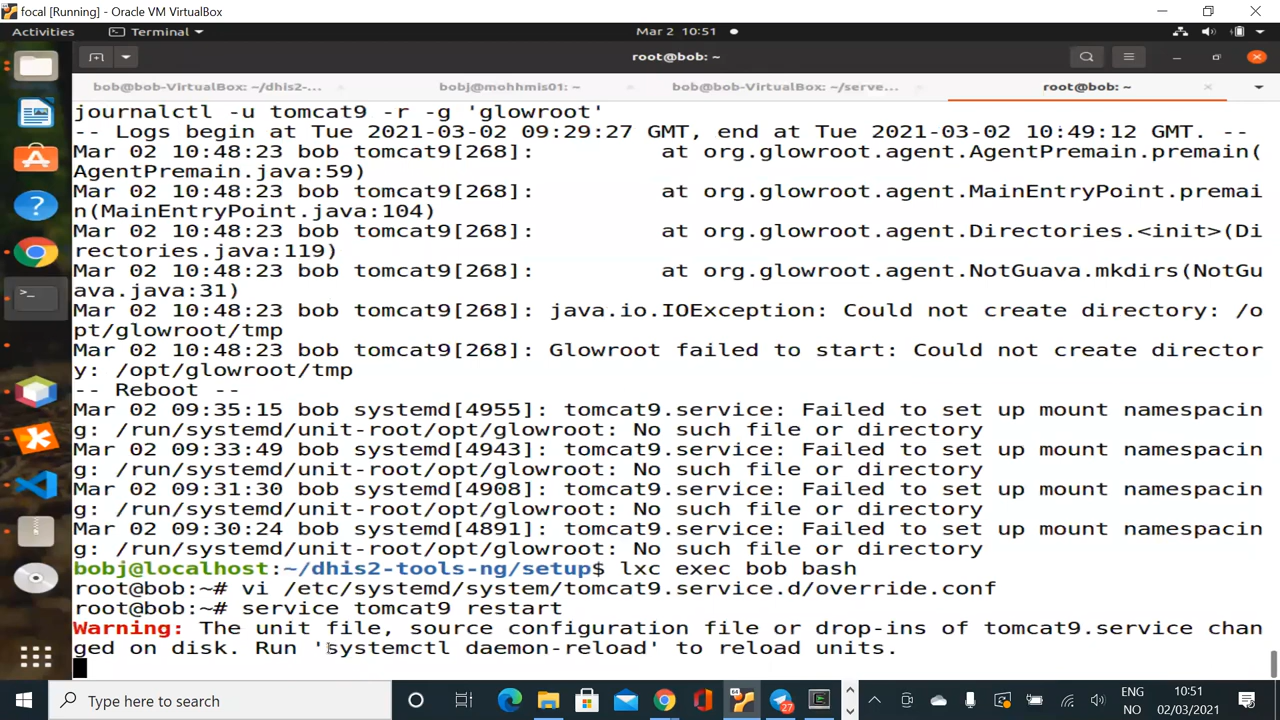 focal [Running] - Oracle VM VirtualBox
Activities
Terminal
Mar 2 10:51
root@bob: ~
bob@bob-VirtualBox: ~/dhis2-...
bobj@mohhmis01: ~
bob@bob-VirtualBox: ~/serve...
root@bob: ~
journalctl -u tomcat9 -r -g 'glowroot'
-- Logs begin at Tue 2021-03-02 09:29:27 GMT, end at Tue 2021-03-02 10:49:12 GMT. --
Mar 02 10:48:23 bob tomcat9[268]:         at org.glowroot.agent.AgentPremain.premain(
AgentPremain.java:59)
Mar 02 10:48:23 bob tomcat9[268]:         at org.glowroot.agent.MainEntryPoint.premai
n(MainEntryPoint.java:104)
Mar 02 10:48:23 bob tomcat9[268]:         at org.glowroot.agent.Directories.<init>(Di
rectories.java:119)
Mar 02 10:48:23 bob tomcat9[268]:         at org.glowroot.agent.NotGuava.mkdirs(NotGu
ava.java:31)
Mar 02 10:48:23 bob tomcat9[268]: java.io.IOException: Could not create directory: /o
pt/glowroot/tmp
Mar 02 10:48:23 bob tomcat9[268]: Glowroot failed to start: Could not create director
y: /opt/glowroot/tmp
-- Reboot --
Mar 02 09:35:15 bob systemd[4955]: tomcat9.service: Failed to set up mount namespacin
g: /run/systemd/unit-root/opt/glowroot: No such file or directory
Mar 02 09:33:49 bob systemd[4943]: tomcat9.service: Failed to set up mount namespacin
g: /run/systemd/unit-root/opt/glowroot: No such file or directory
Mar 02 09:31:30 bob systemd[4908]: tomcat9.service: Failed to set up mount namespacin
g: /run/systemd/unit-root/opt/glowroot: No such file or directory
Mar 02 09:30:24 bob systemd[4891]: tomcat9.service: Failed to set up mount namespacin
g: /run/systemd/unit-root/opt/glowroot: No such file or directory
bobj@localhost:~/dhis2-tools-ng/setup$ lxc exec bob bash
root@bob:~# vi /etc/systemd/system/tomcat9.service.d/override.conf
root@bob:~# service tomcat9 restart
Warning: The unit file, source configuration file or drop-ins of tomcat9.service chan
ged on disk. Run 'systemctl daemon-reload' to reload units.
Type here to search
27
ENG
NO
10:51
02/03/2021